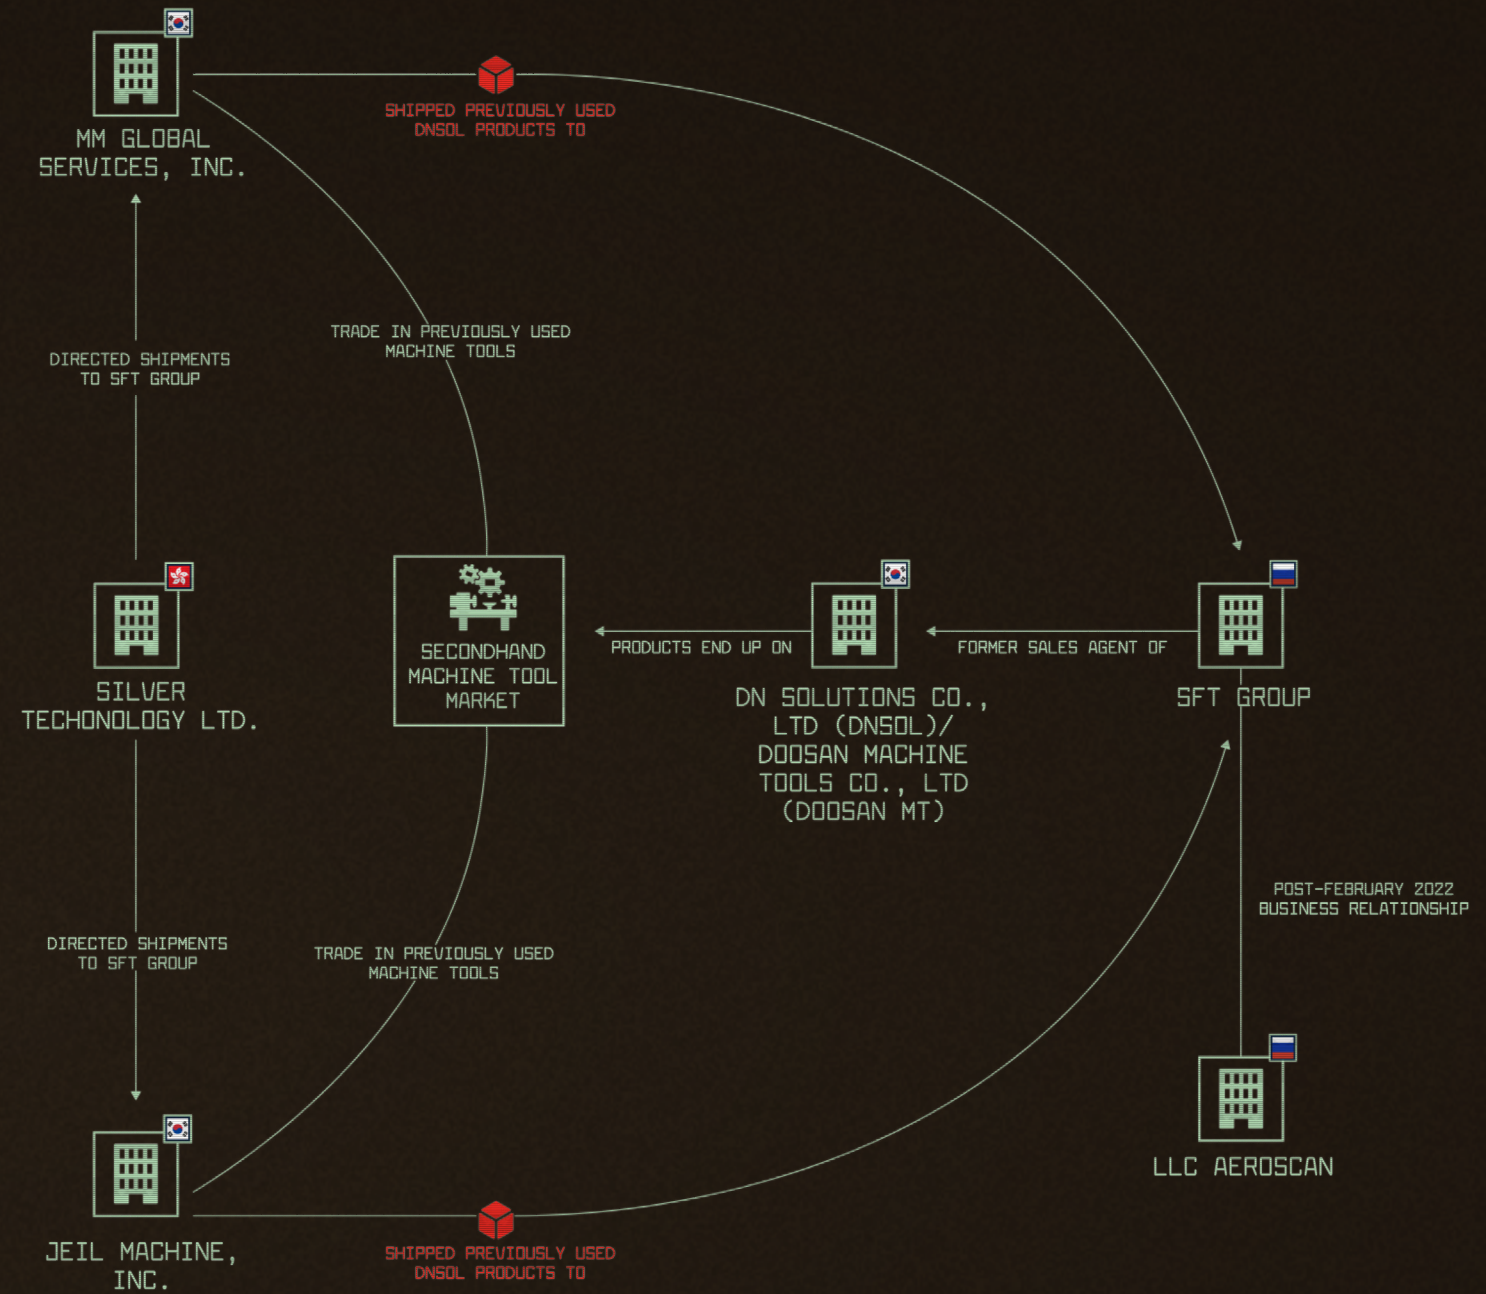 SHIPPED PREVIOUSLY USED
DNSOL PRODUCTS TO
MM GLOBAL
SERVICES, INC.
TRADE IN PREVIOUSLY USED
MACHINE TOOLS
DIRECTED SHIPMENTS
TO SFT GROUP
SILVER
TECHONOLOGY LTD.
SECONDHAND
MACHINE TOOL
MARKET
PRODUCTS END UP ON
DN SOLUTIONS CO.,
LTD (DNSOL)/
DOOSAN MACHINE
TOOLS CO., LTD
(DOOSAN MT)
FORMER SALES AGENT OF
SFT GROUP
POST-FEBRUARY 2022
BUSINESS RELATIONSHIP
DIRECTED SHIPMENTS
TO SFT GROUP
TRADE IN PREVIOUSLY USED
MACHINE TOOLS
LLC AEROSCAN
JEIL MACHINE,
INC.
SHIPPED PREVIOUSLY USED
DNSOL PRODUCTS TO